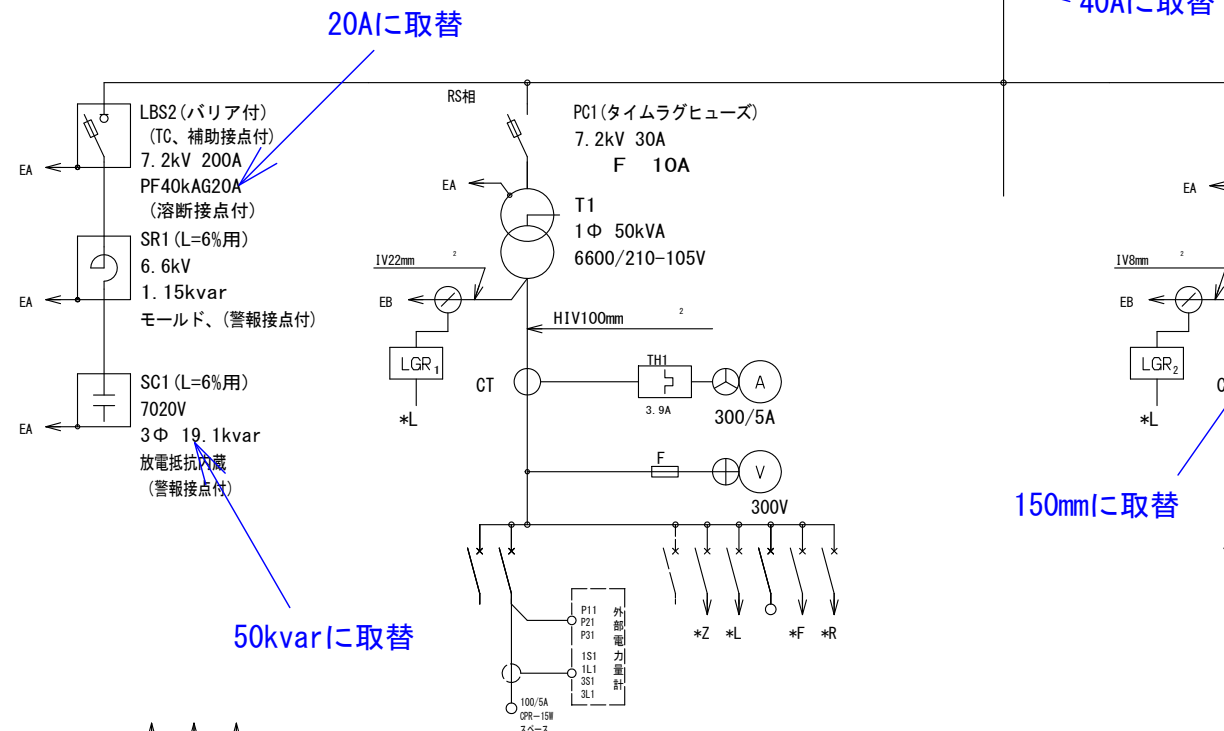 40Aに取替
20Aに取替
LBS2(バリア付)
(TC、補助接点付)
7.2kV 200A
PF40kAG20A
(溶断接点付)
EA
SR1(L=6%用)
6.6kV
1.15kvar
モールド、(警報接点付)
EA
SC1(L=6%用)
7020V
3Φ 19.1kvar
放電抵抗内蔵
(警報接点付)
EA
50kvarに取替
RS相
PC1(タイムラグヒューズ)
7.2kV 30A
F 10A
EA
T1
1Φ 50kVA
6600/210-105V
IV22mm 2
EB
HIV100mm 2
LGR1
*L
CT
TH1
3.9A
A
300/5A
F
V
300V
*Z *L *F *R
P11
P21
P31
1S1
1L1
3S1
3L1
外部電力量計
100/5A
CPR-15W
スペース
EA
IV8mm 2
EB
LGR2
*L
150mmに取替